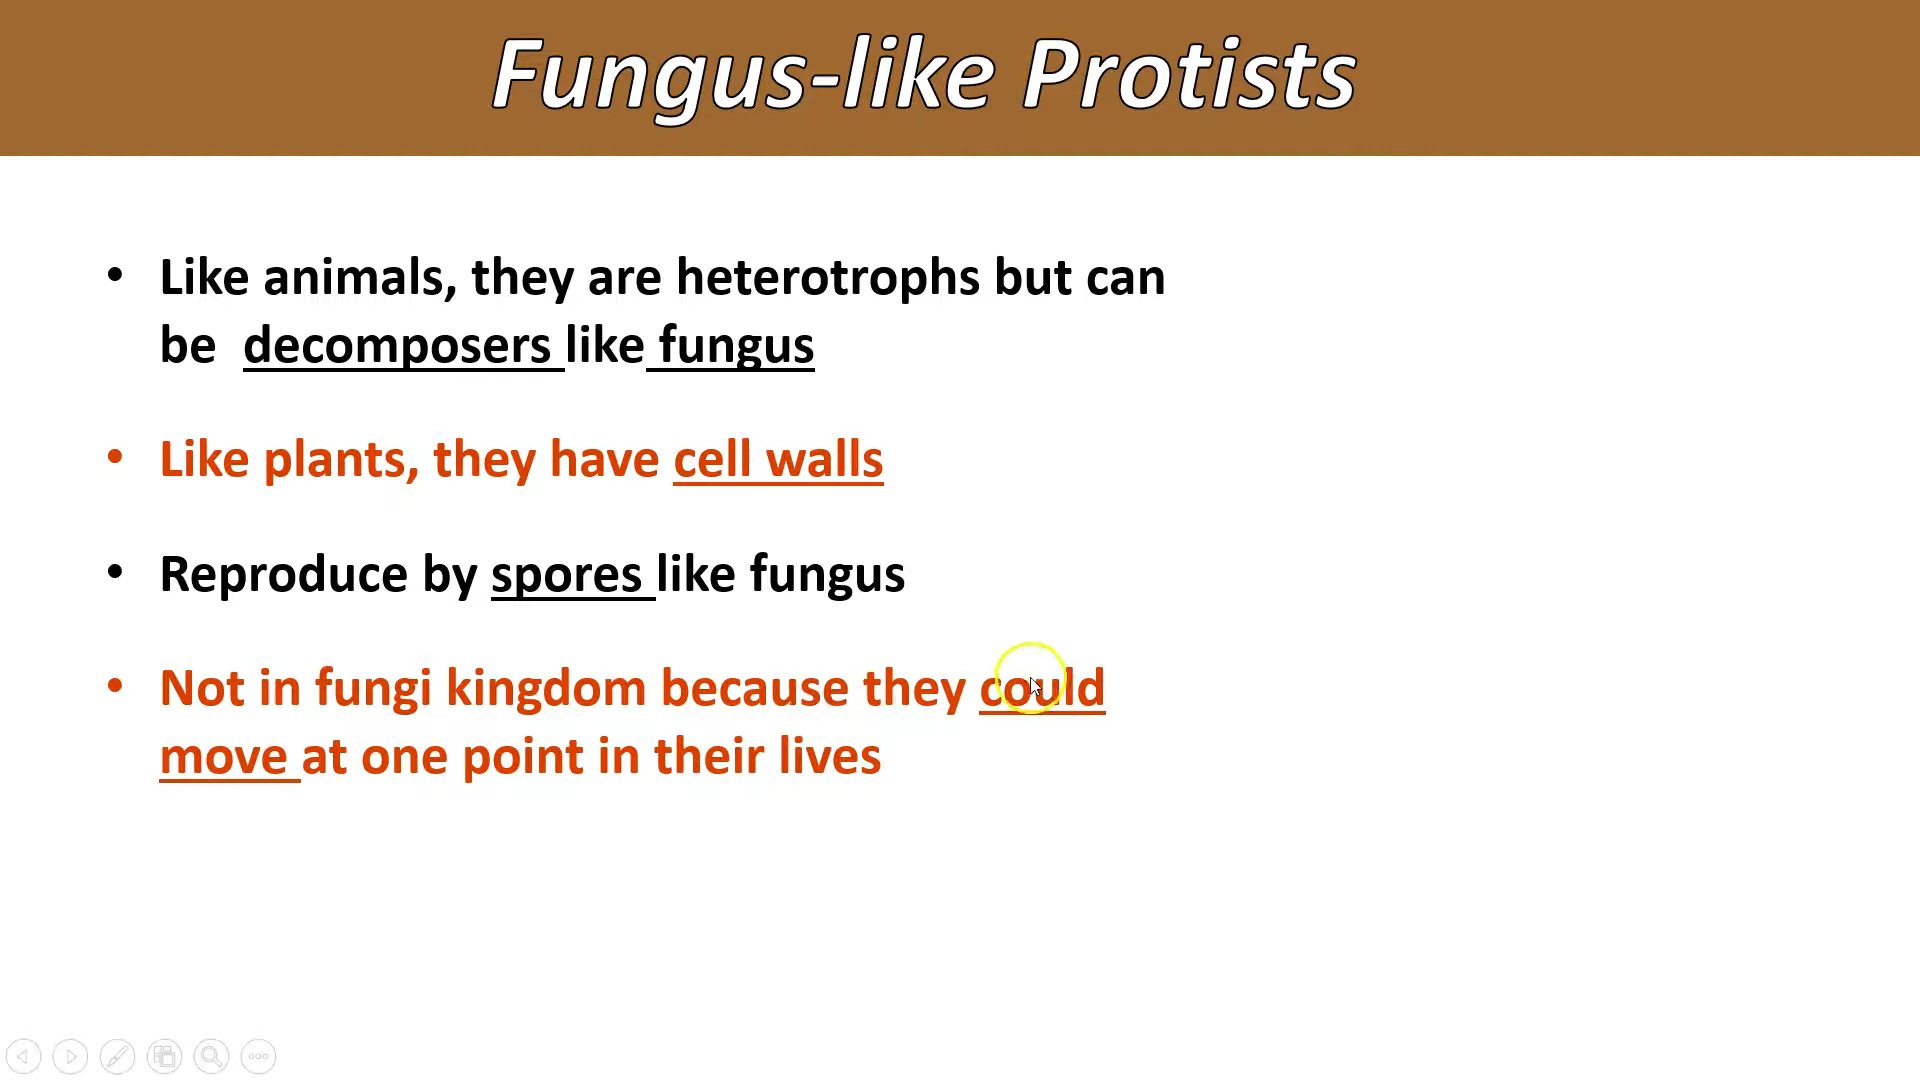 Fungus-like Protists
• Like animals, they are heterotrophs but can
be decomposers like fungus
• Like plants, they have cell walls
• Reproduce by spores like fungus
• Not in fungi kingdom because they could
move at one point in their lives